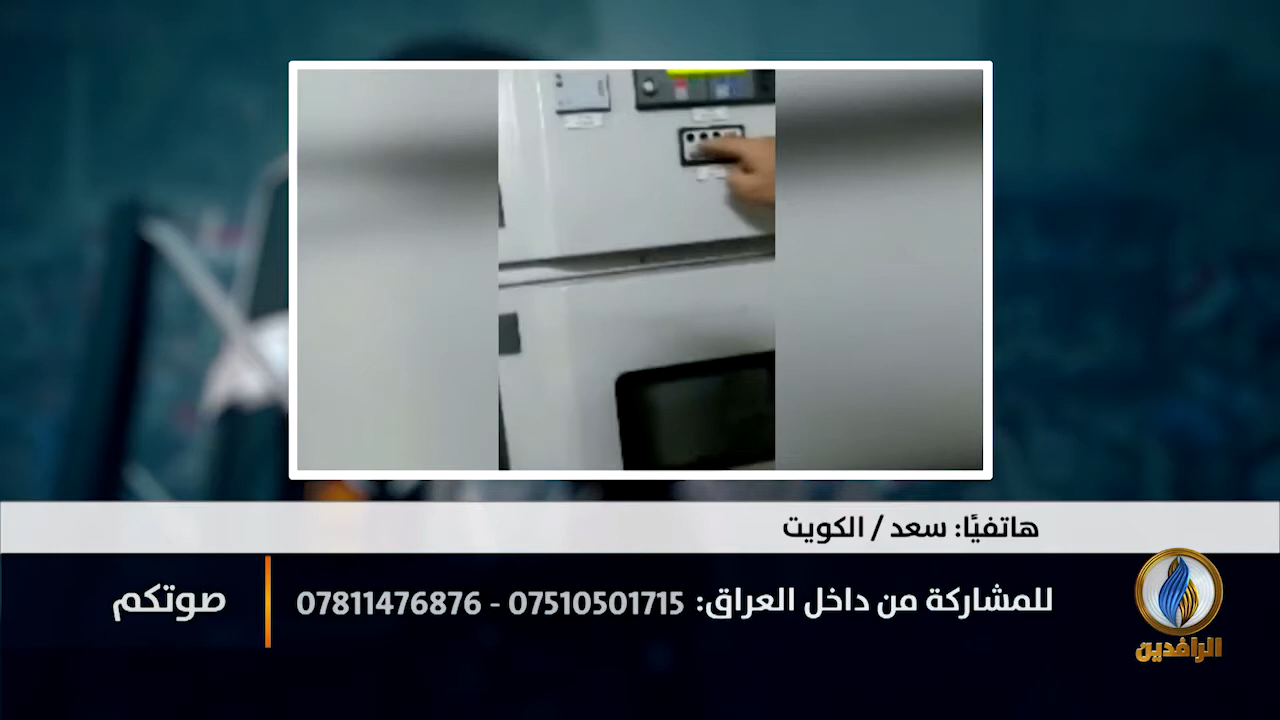 هاتفيًا: سعد / الكويت
للمشاركة من داخل العراق: 07510501715 - 07811476876
صوتكم
الرافدين